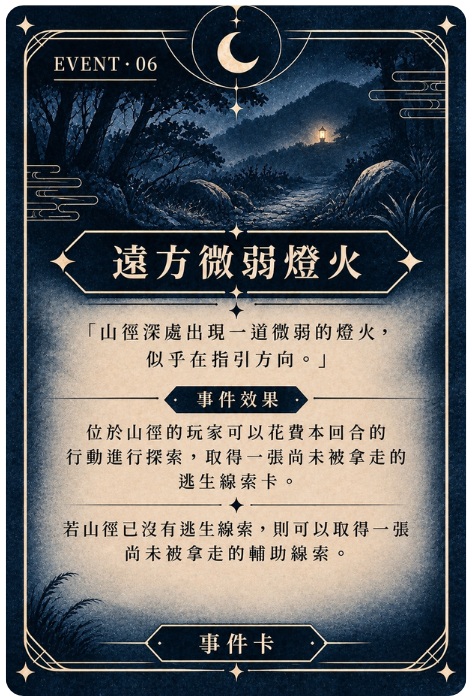 EVENT · 06
遠方微弱燈火
「山徑深處出現一道微弱的燈火，
似乎在指引方向。」
事件效果
位於山徑的玩家可以花費本回合的
行動進行探索，取得一張尚未被拿走的
逃生線索卡。
若山徑已沒有逃生線索，則可以取得一張
尚未被拿走的輔助線索。
事件卡